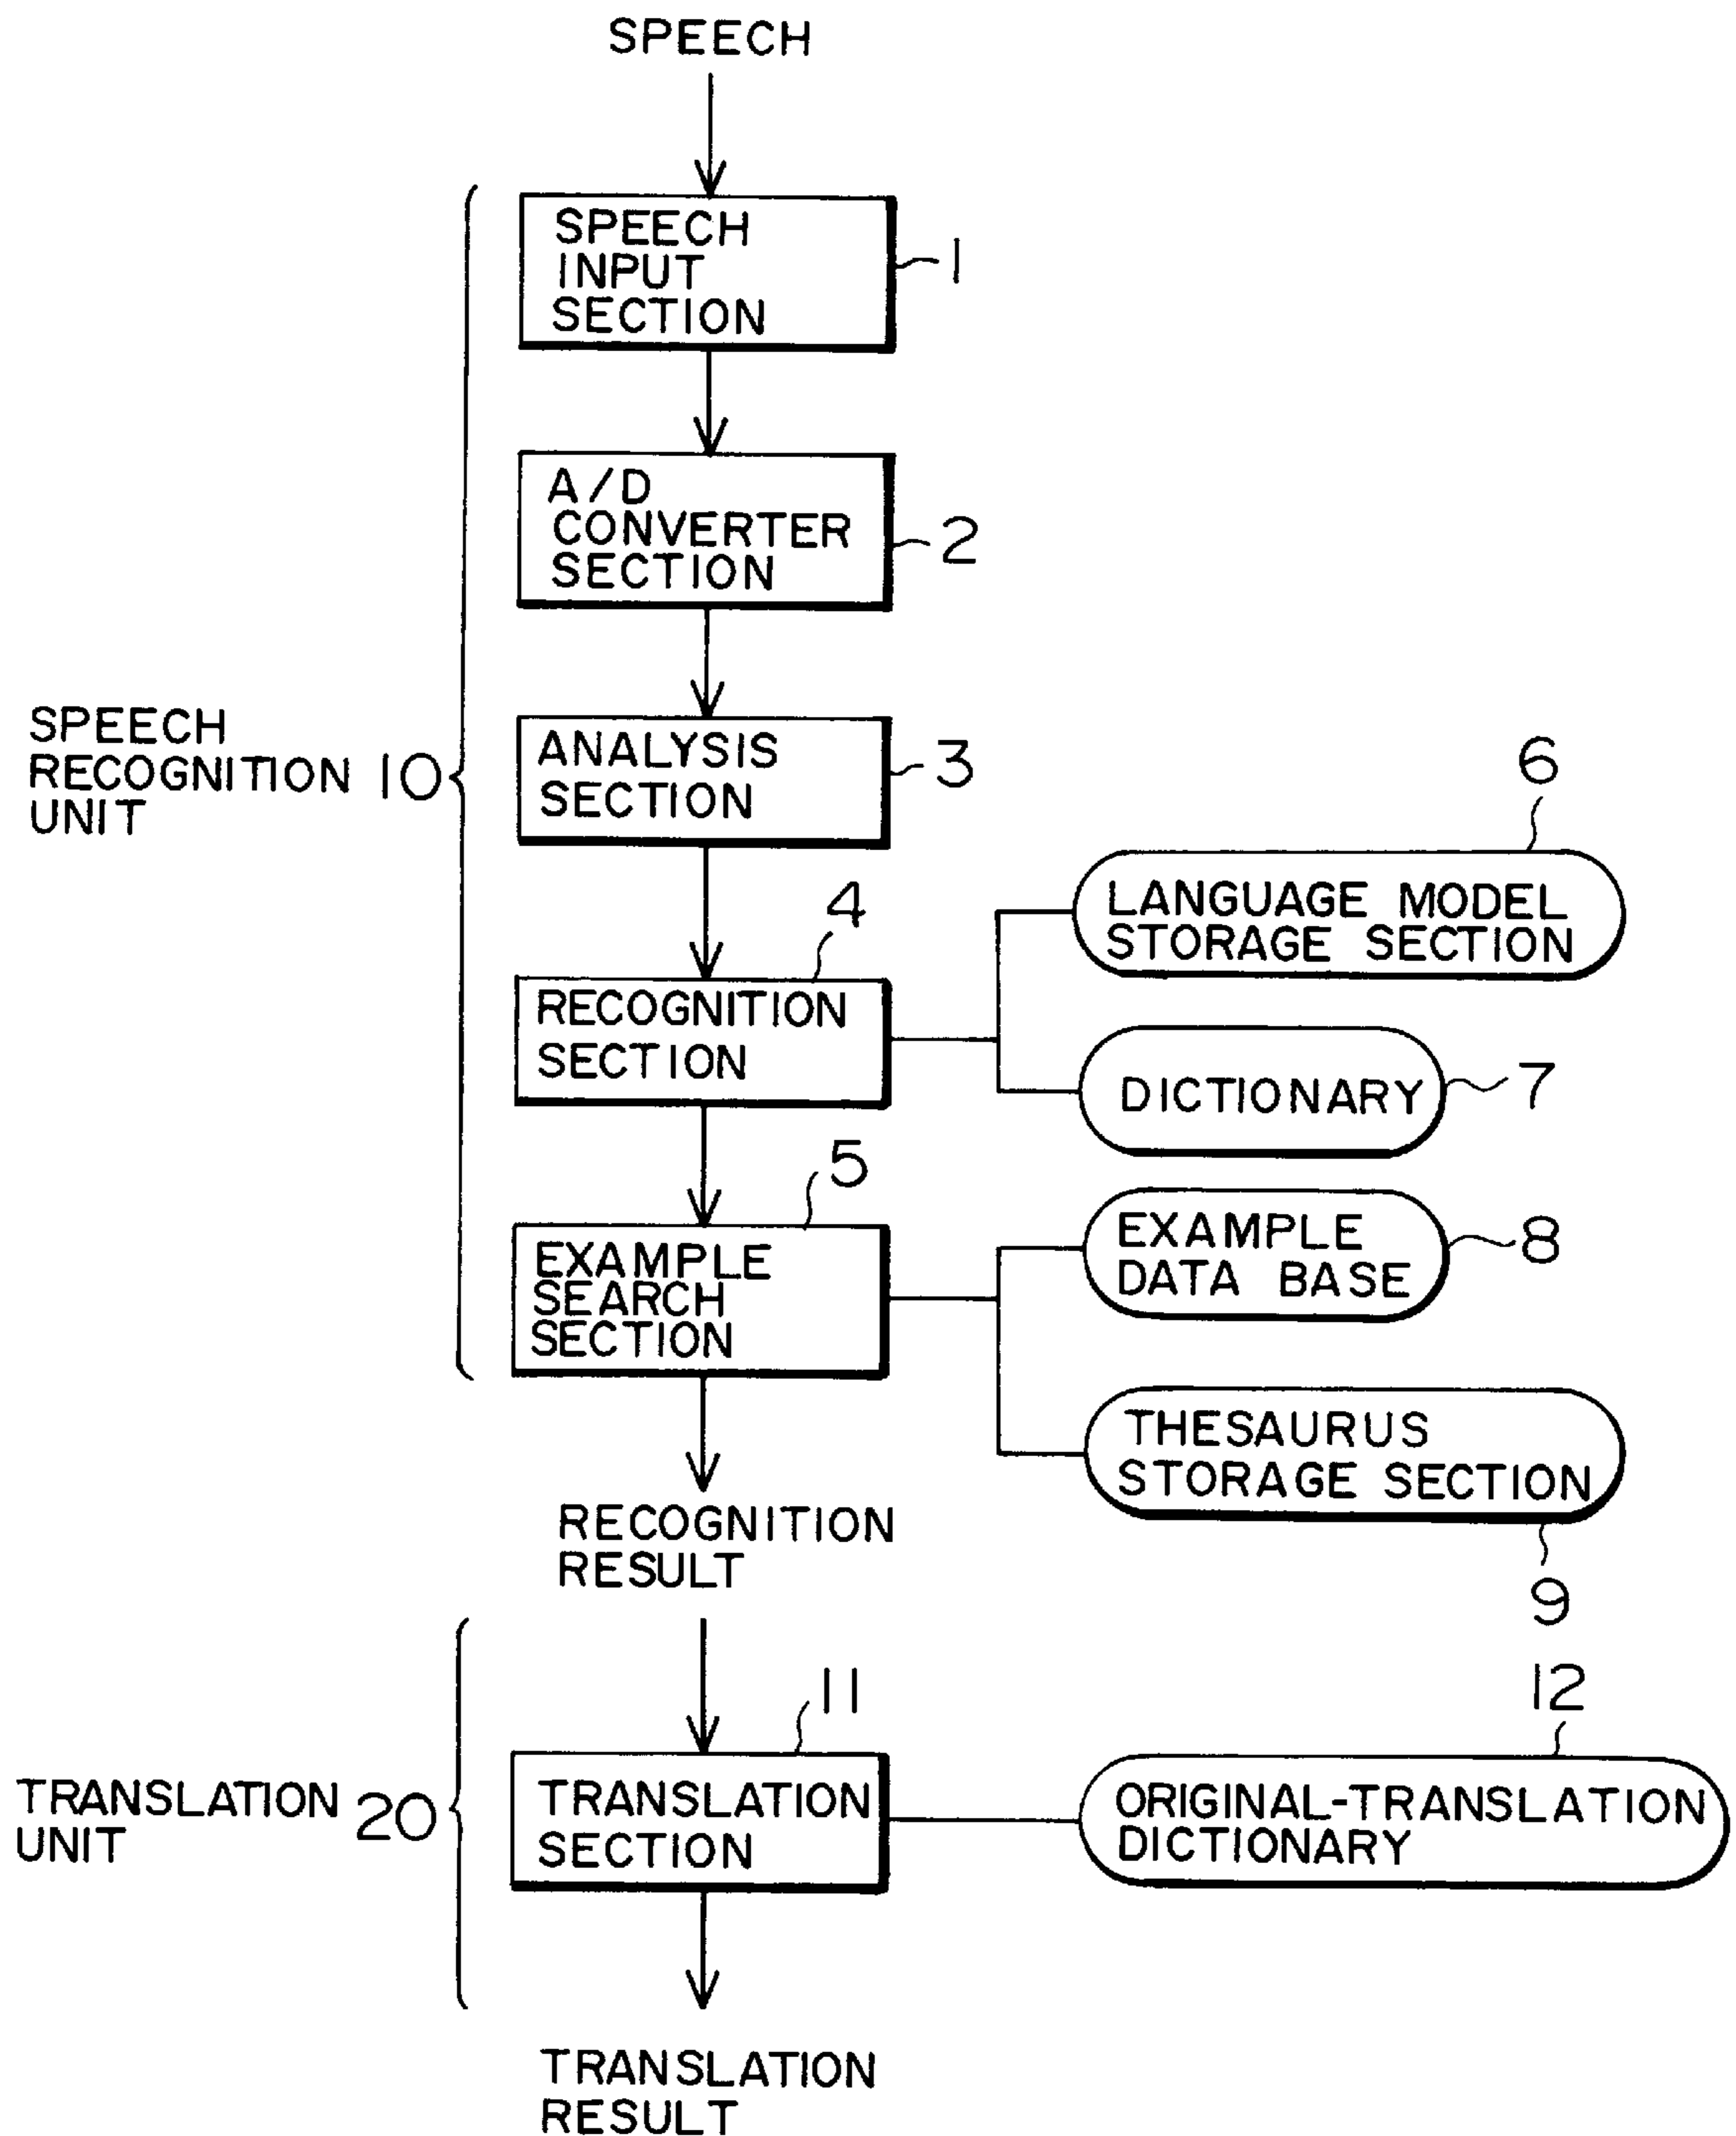 SPEECH
SPEECH
INPUT
SECTION
1
A/D
CONVERTER
SECTION
2
SPEECH
RECOGNITION
UNIT
10
ANALYSIS
SECTION
3
4
RECOGNITION
SECTION
6
LANGUAGE MODEL
STORAGE SECTION
DICTIONARY
7
5
EXAMPLE
SEARCH
SECTION
EXAMPLE
DATA BASE
8
THESAURUS
STORAGE SECTION
9
RECOGNITION
RESULT
TRANSLATION
UNIT
20
11
TRANSLATION
SECTION
12
ORIGINAL-TRANSLATION
DICTIONARY
TRANSLATION
RESULT